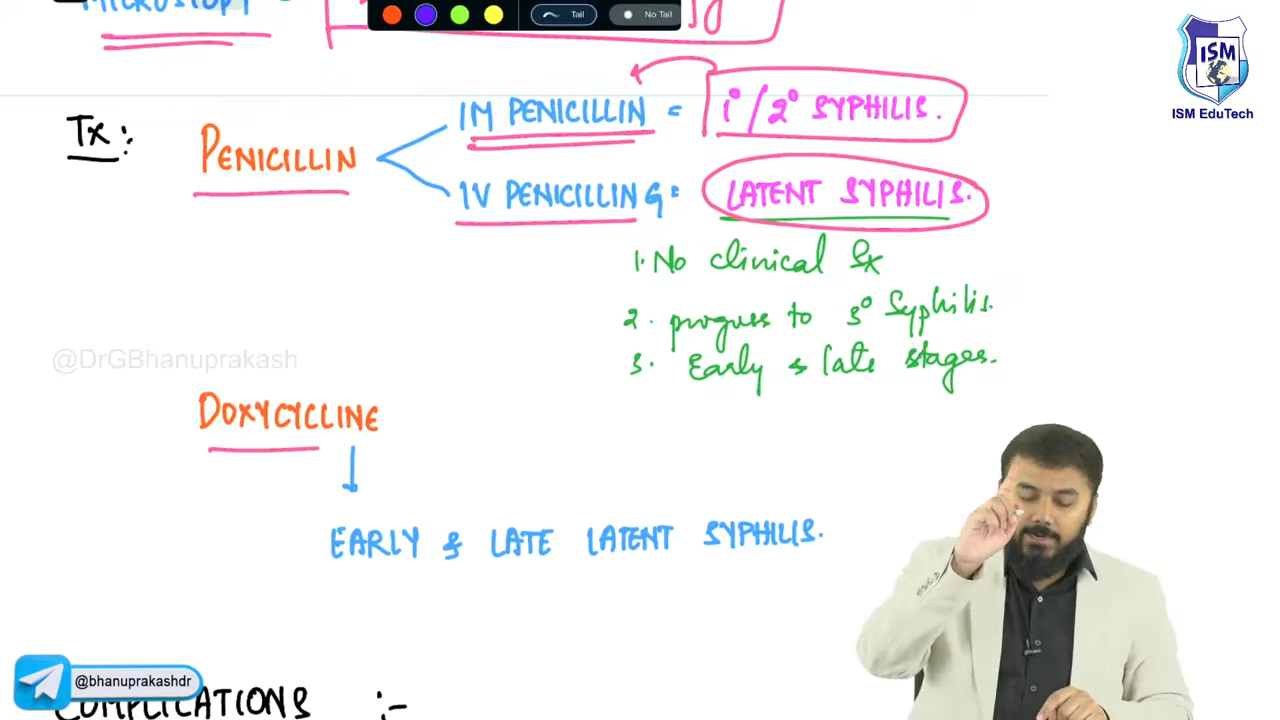 MICROSCOPY
Tail
No Tail
ISM
ISM EduTech
Tx:
PENICILLIN
IM PENICILLIN = 1° / 2° SYPHILIS.
IV PENICILLIN G = LATENT SYPHILIS.
1. No clinical Sx
2. progress to 3° Syphilis.
3. Early & late stages.
@DrGBhanuprakash
DOXYCYCLINE
EARLY & LATE LATENT SYPHILIS.
@bhanuprakashdr
COMPLICATIONS :-